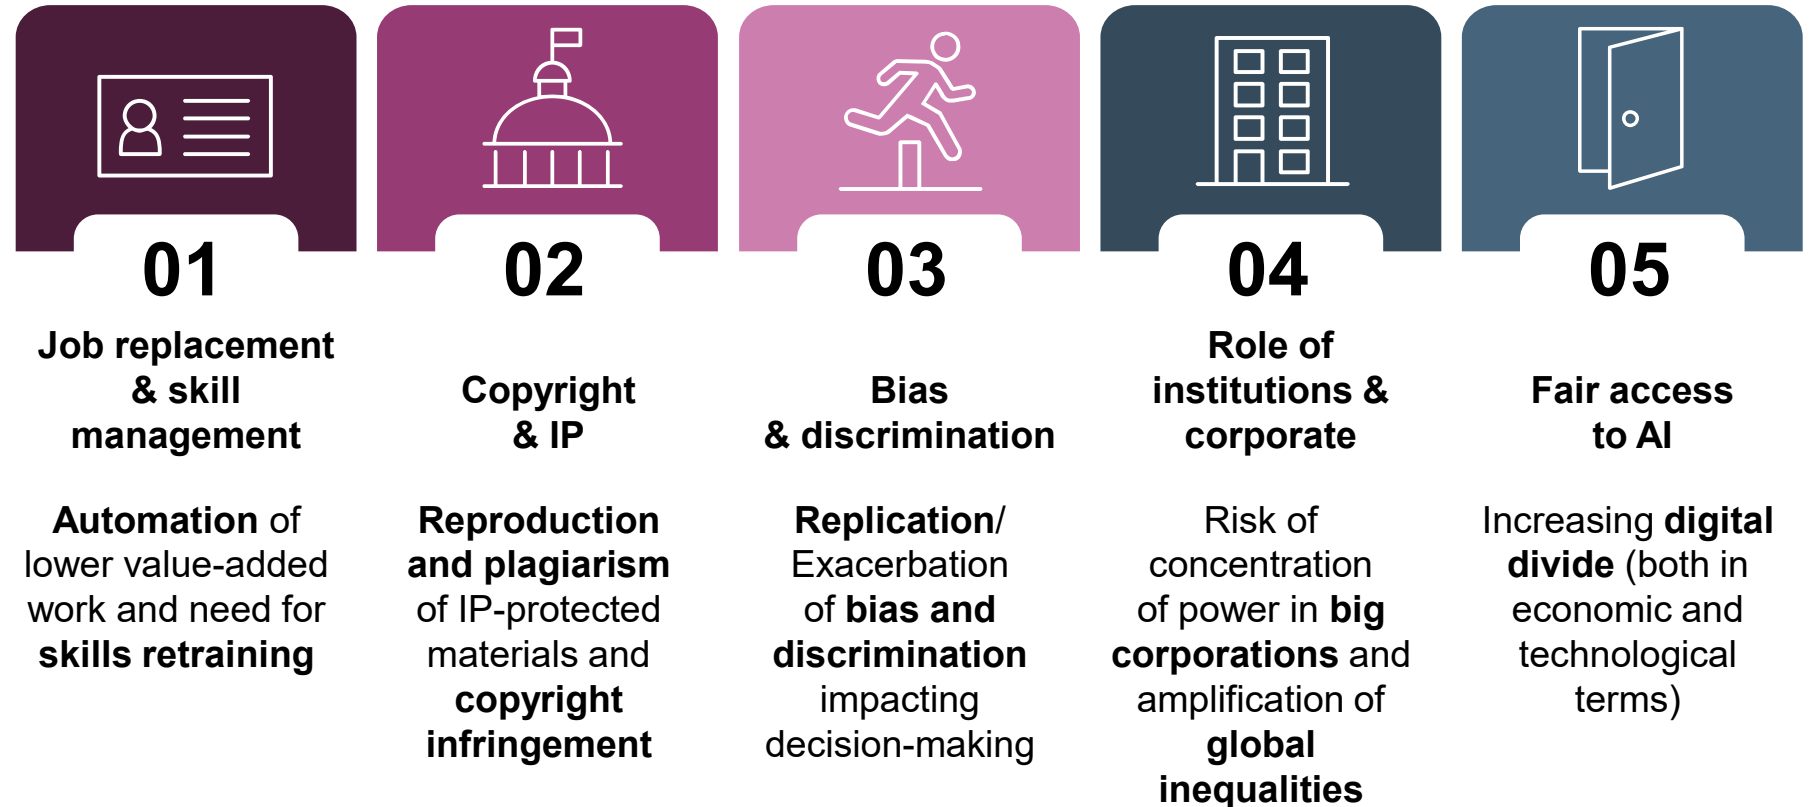 01
Job replacement
& skill
management
Automation of
lower value-added
work and need for
skills retraining
02
Copyright
& IP
Reproduction
and plagiarism
of IP-protected
materials and
copyright
infringement
03
Bias
& discrimination
Replication/
Exacerbation
of bias and
discrimination
impacting
decision-making
04
Role of
institutions &
corporate
Risk of
concentration
of power in big
corporations and
amplification of
global
inequalities
05
Fair access
to AI
Increasing digital
divide (both in
economic and
technological
terms)